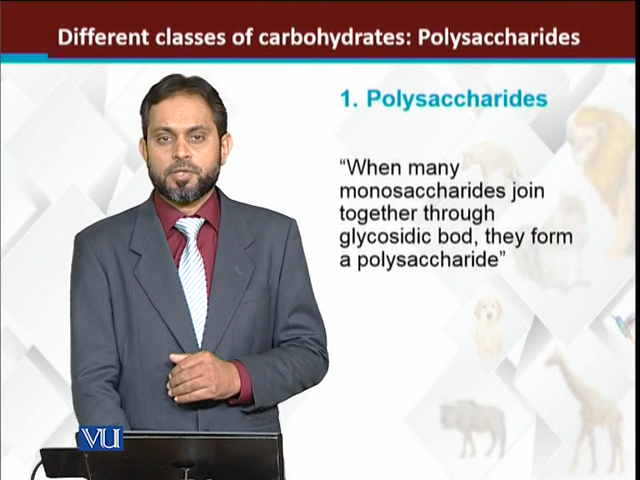 Different classes of carbohydrates: Polysaccharides
1. Polysaccharides
“When many
monosaccharides join
together through
glycosidic bod, they form
a polysaccharide”
VU